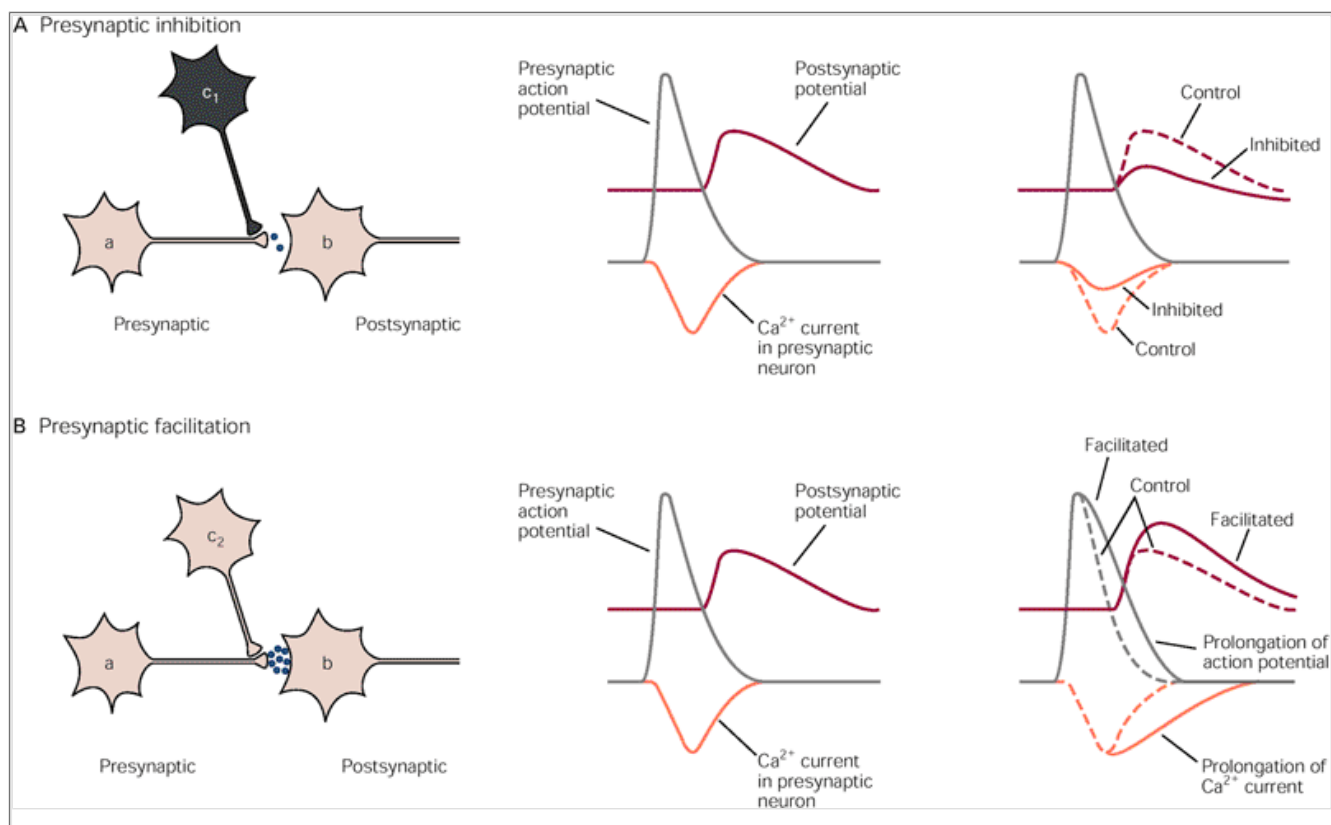 A Presynaptic inhibition
c1
a
b
Presynaptic
Postsynaptic
Presynaptic
action
potential
Postsynaptic
potential
Ca2+ current
in presynaptic
neuron
Control
Inhibited
Inhibited
Control
B Presynaptic facilitation
c2
a
b
Presynaptic
Postsynaptic
Presynaptic
action
potential
Postsynaptic
potential
Ca2+ current
in presynaptic
neuron
Facilitated
Control
Facilitated
Prolongation of
action potential
Prolongation of
Ca2+ current